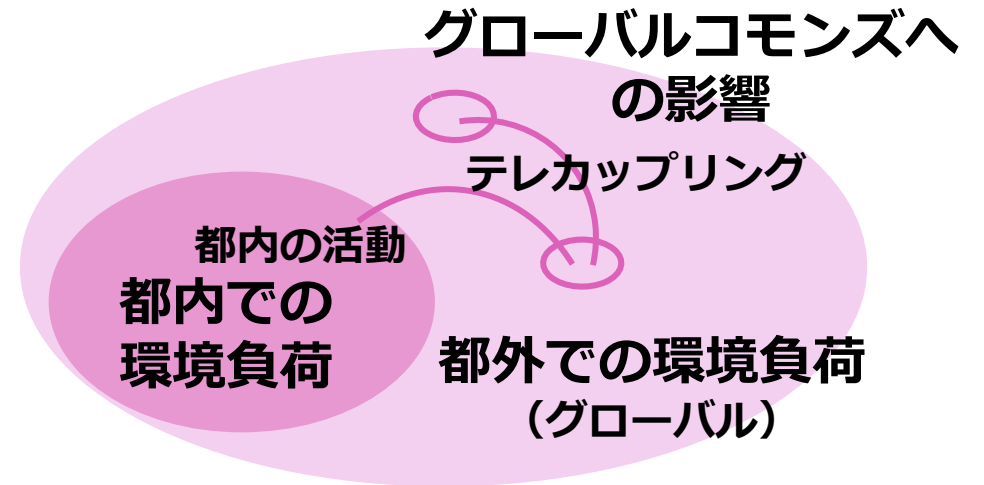 グローバルコモンズへ
の影響
テレカップリング
都内の活動
都内での
環境負荷
都外での環境負荷
（グローバル）